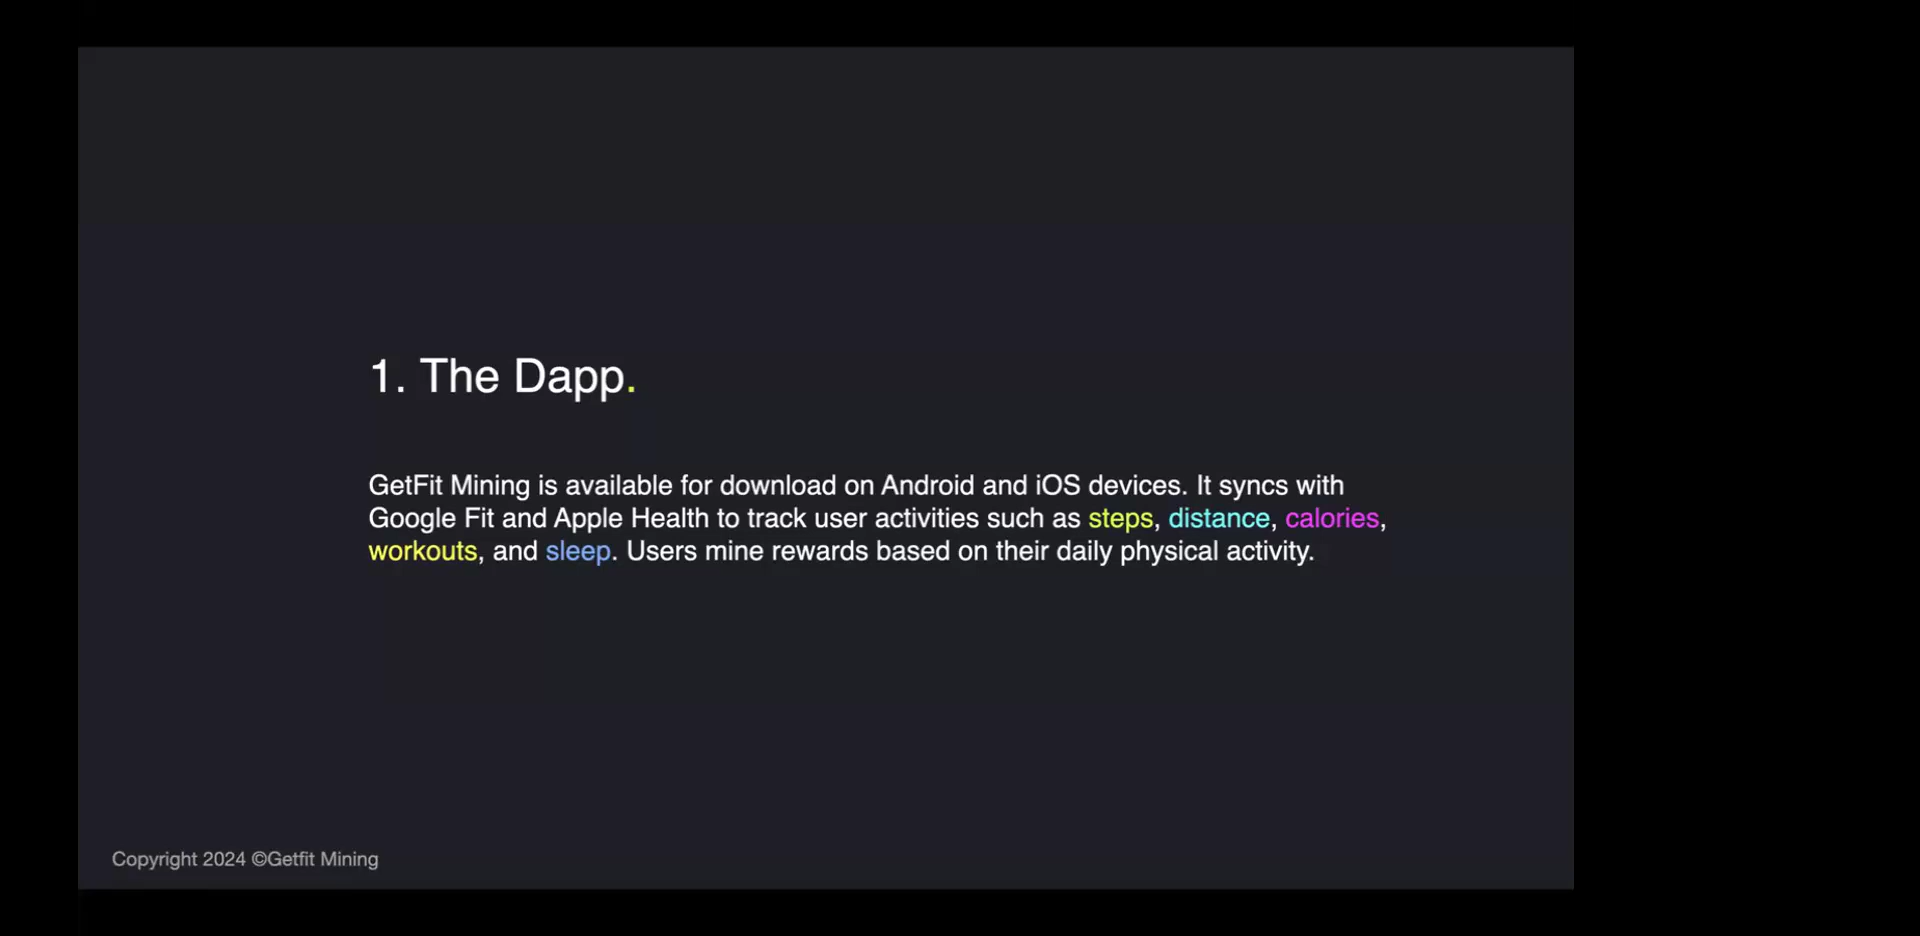 1. The Dapp.
GetFit Mining is available for download on Android and iOS devices. It syncs with
Google Fit and Apple Health to track user activities such as steps, distance, calories,
workouts, and sleep. Users mine rewards based on their daily physical activity.
Copyright 2024 ©Getfit Mining